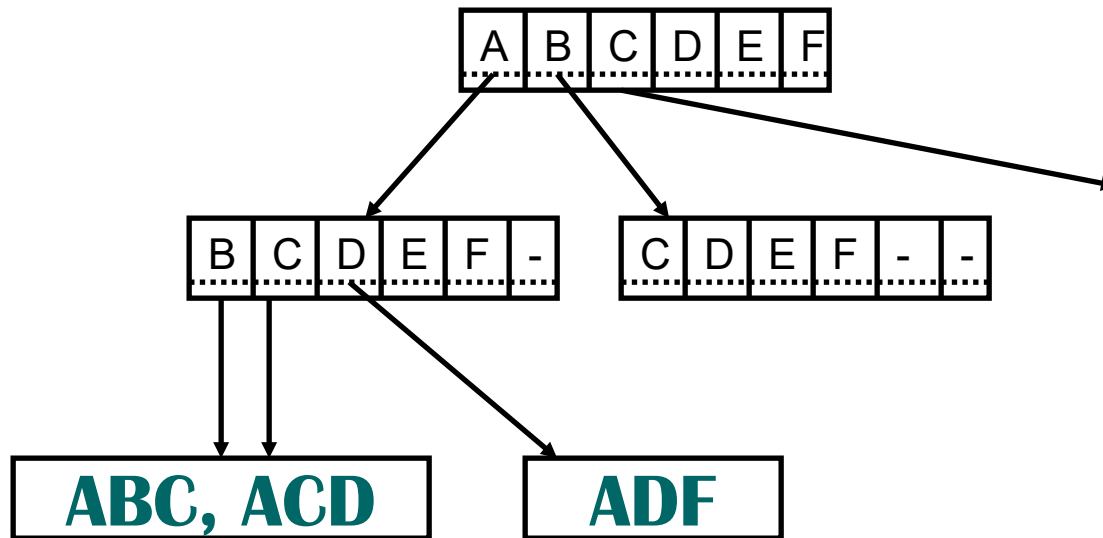 A B C D E F
B C D E F -
C D E F - -
ABC, ACD
ADF